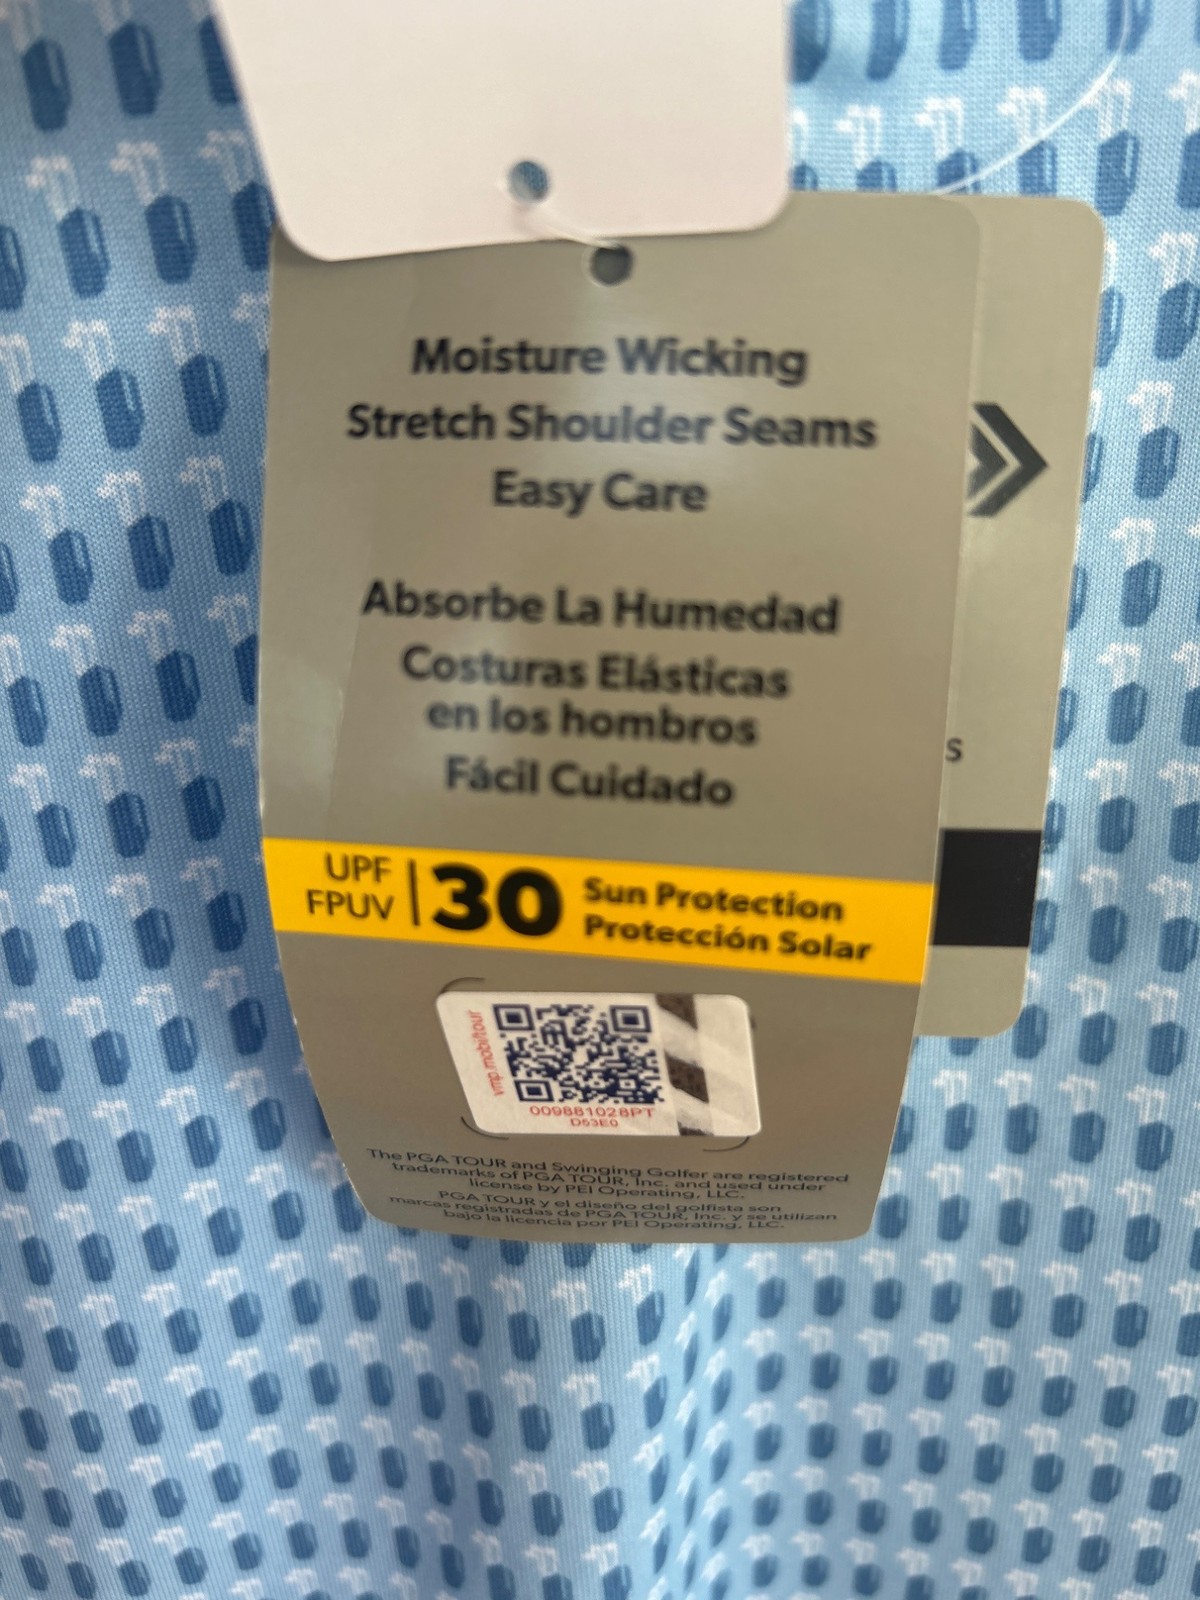 Moisture Wicking
Stretch Shoulder Seams
Easy Care
Absorbe La Humedad
Costuras Elásticas
en los hombros
Fácil Cuidado
UPF
FPUV
30
Sun Protection
Protección Solar
s
vmp.mobi/tour
009881028PT
D53E0
The PGA TOUR and Swinging Golfer are registered
trademarks of PGA TOUR, Inc. and used under
license by PEI Operating, LLC.
PGA TOUR y el diseño del golfista son
marcas registradas de PGA TOUR, Inc. y se utilizan
bajo la licencia por PEI Operating, LLC.